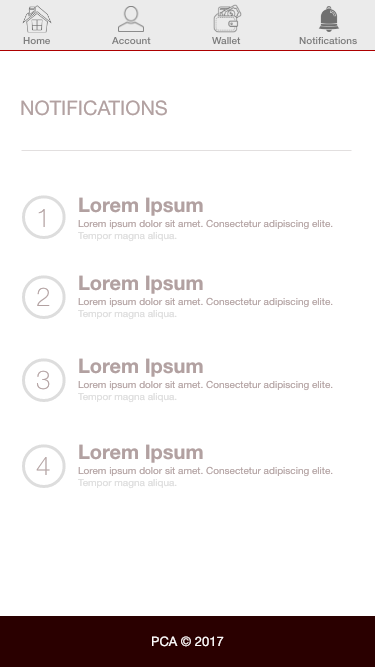 Home
Account
Wallet
Notifications
NOTIFICATIONS
1
Lorem Ipsum
Lorem ipsum dolor sit amet. Consectetur adipiscing elite.
Tempor magna aliqua.
2
Lorem Ipsum
Lorem ipsum dolor sit amet. Consectetur adipiscing elite.
Tempor magna aliqua.
3
Lorem Ipsum
Lorem ipsum dolor sit amet. Consectetur adipiscing elite.
Tempor magna aliqua.
4
Lorem Ipsum
Lorem ipsum dolor sit amet. Consectetur adipiscing elite.
Tempor magna aliqua.
PCA © 2017